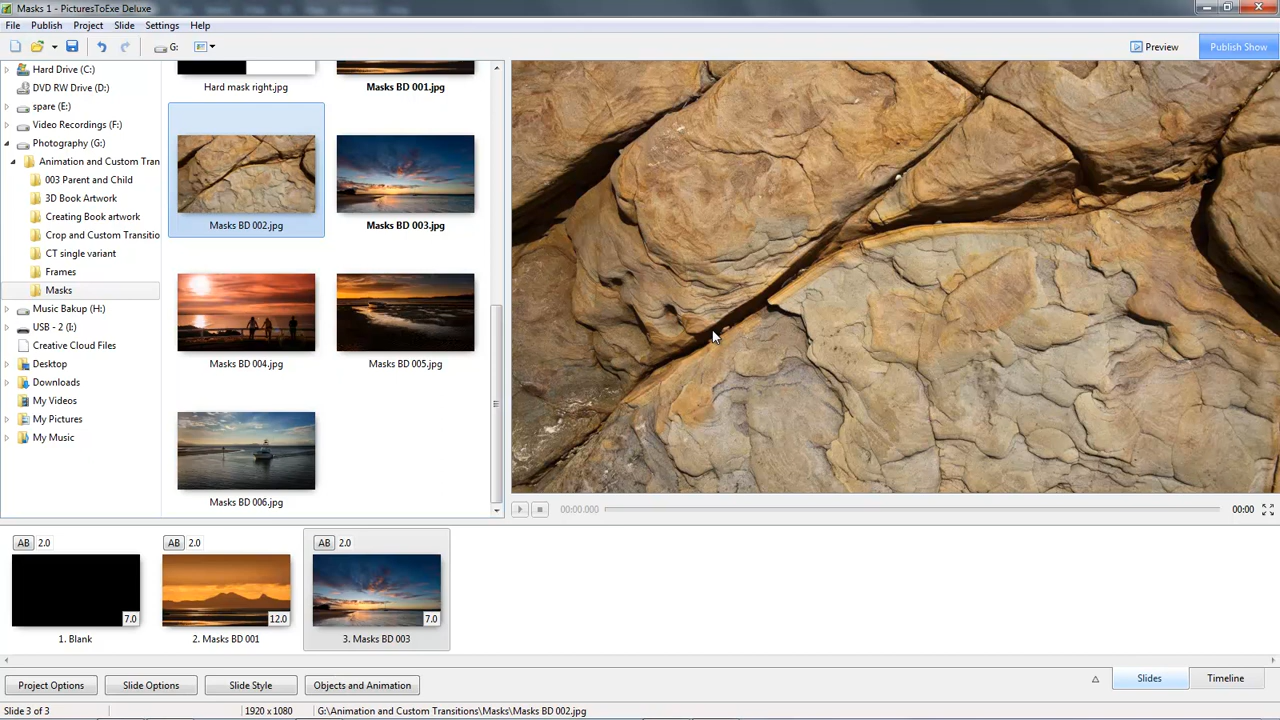 Masks 1 - PicturesToExe Deluxe
File Publish Project Slide Settings Help
G:
Preview
Publish Show
Hard Drive (C:)
DVD RW Drive (D:)
spare (E:)
Video Recordings (F:)
Photography (G:)
Animation and Custom Tran
003 Parent and Child
3D Book Artwork
Creating Book artwork
Crop and Custom Transitio
CT single variant
Frames
Masks
Music Bakup (H:)
USB - 2 (I:)
Creative Cloud Files
Desktop
Downloads
My Videos
My Pictures
My Music
Hard mask right.jpg
Masks BD 001.jpg
Masks BD 002.jpg
Masks BD 003.jpg
Masks BD 004.jpg
Masks BD 005.jpg
Masks BD 006.jpg
00:00.000
00:00
AB 2.0
7.0
1. Blank
AB 2.0
12.0
2. Masks BD 001
AB 2.0
7.0
3. Masks BD 003
Project Options
Slide Options
Slide Style
Objects and Animation
Slides
Timeline
Slide 3 of 3
1920 x 1080
G:\Animation and Custom Transitions\Masks\Masks BD 002.jpg